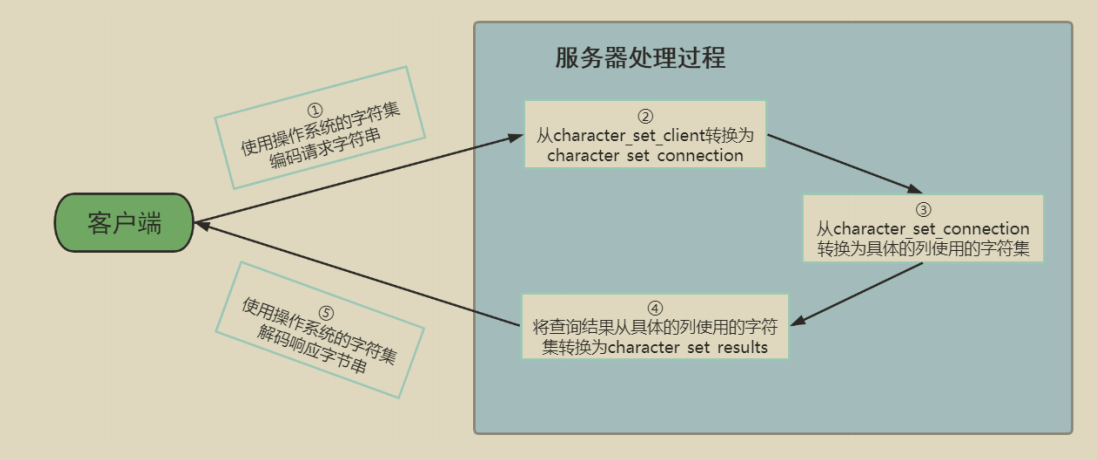 服务器处理过程
①
使用操作系统的字符集
编码请求字符串
②
从character_set_client转换为
character_set_connection
客户端
③
从character_set_connection
转换为具体的列使用的字符集
④
将查询结果从具体的列使用的字符
集转换为character_set_results
⑤
使用操作系统的字符集
解码响应字节串